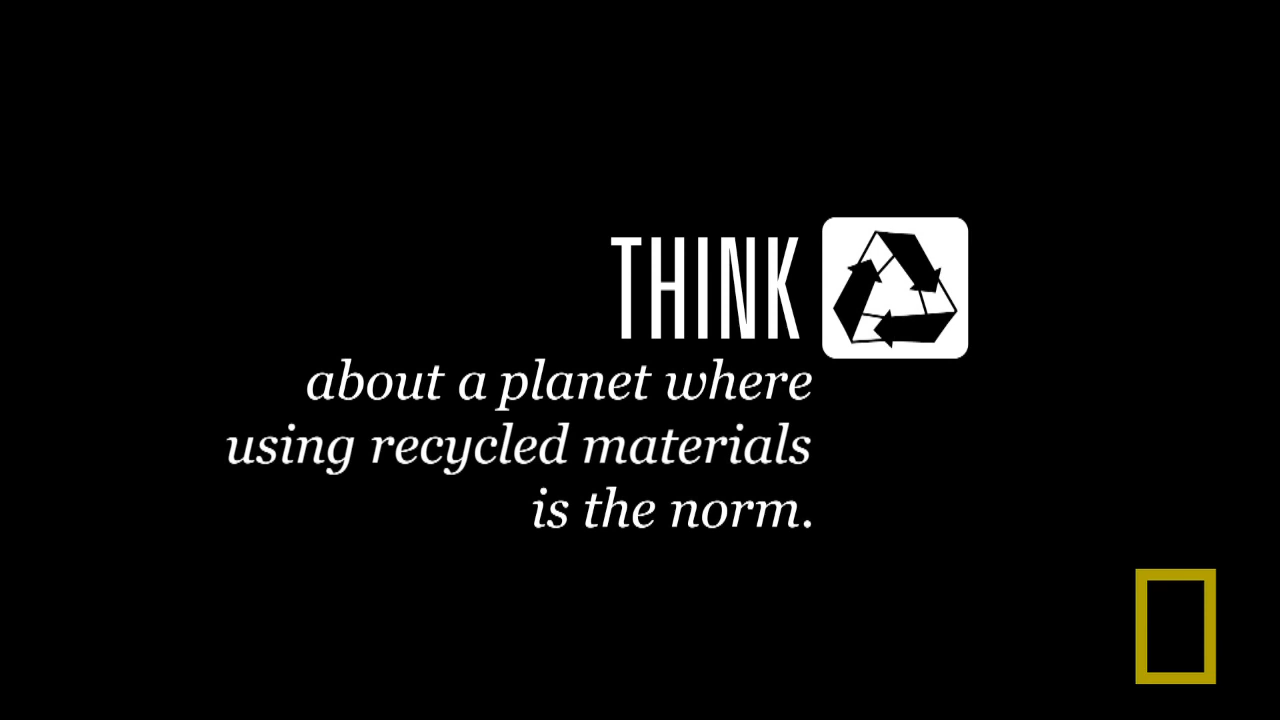 THINK
about a planet where
using recycled materials
is the norm.